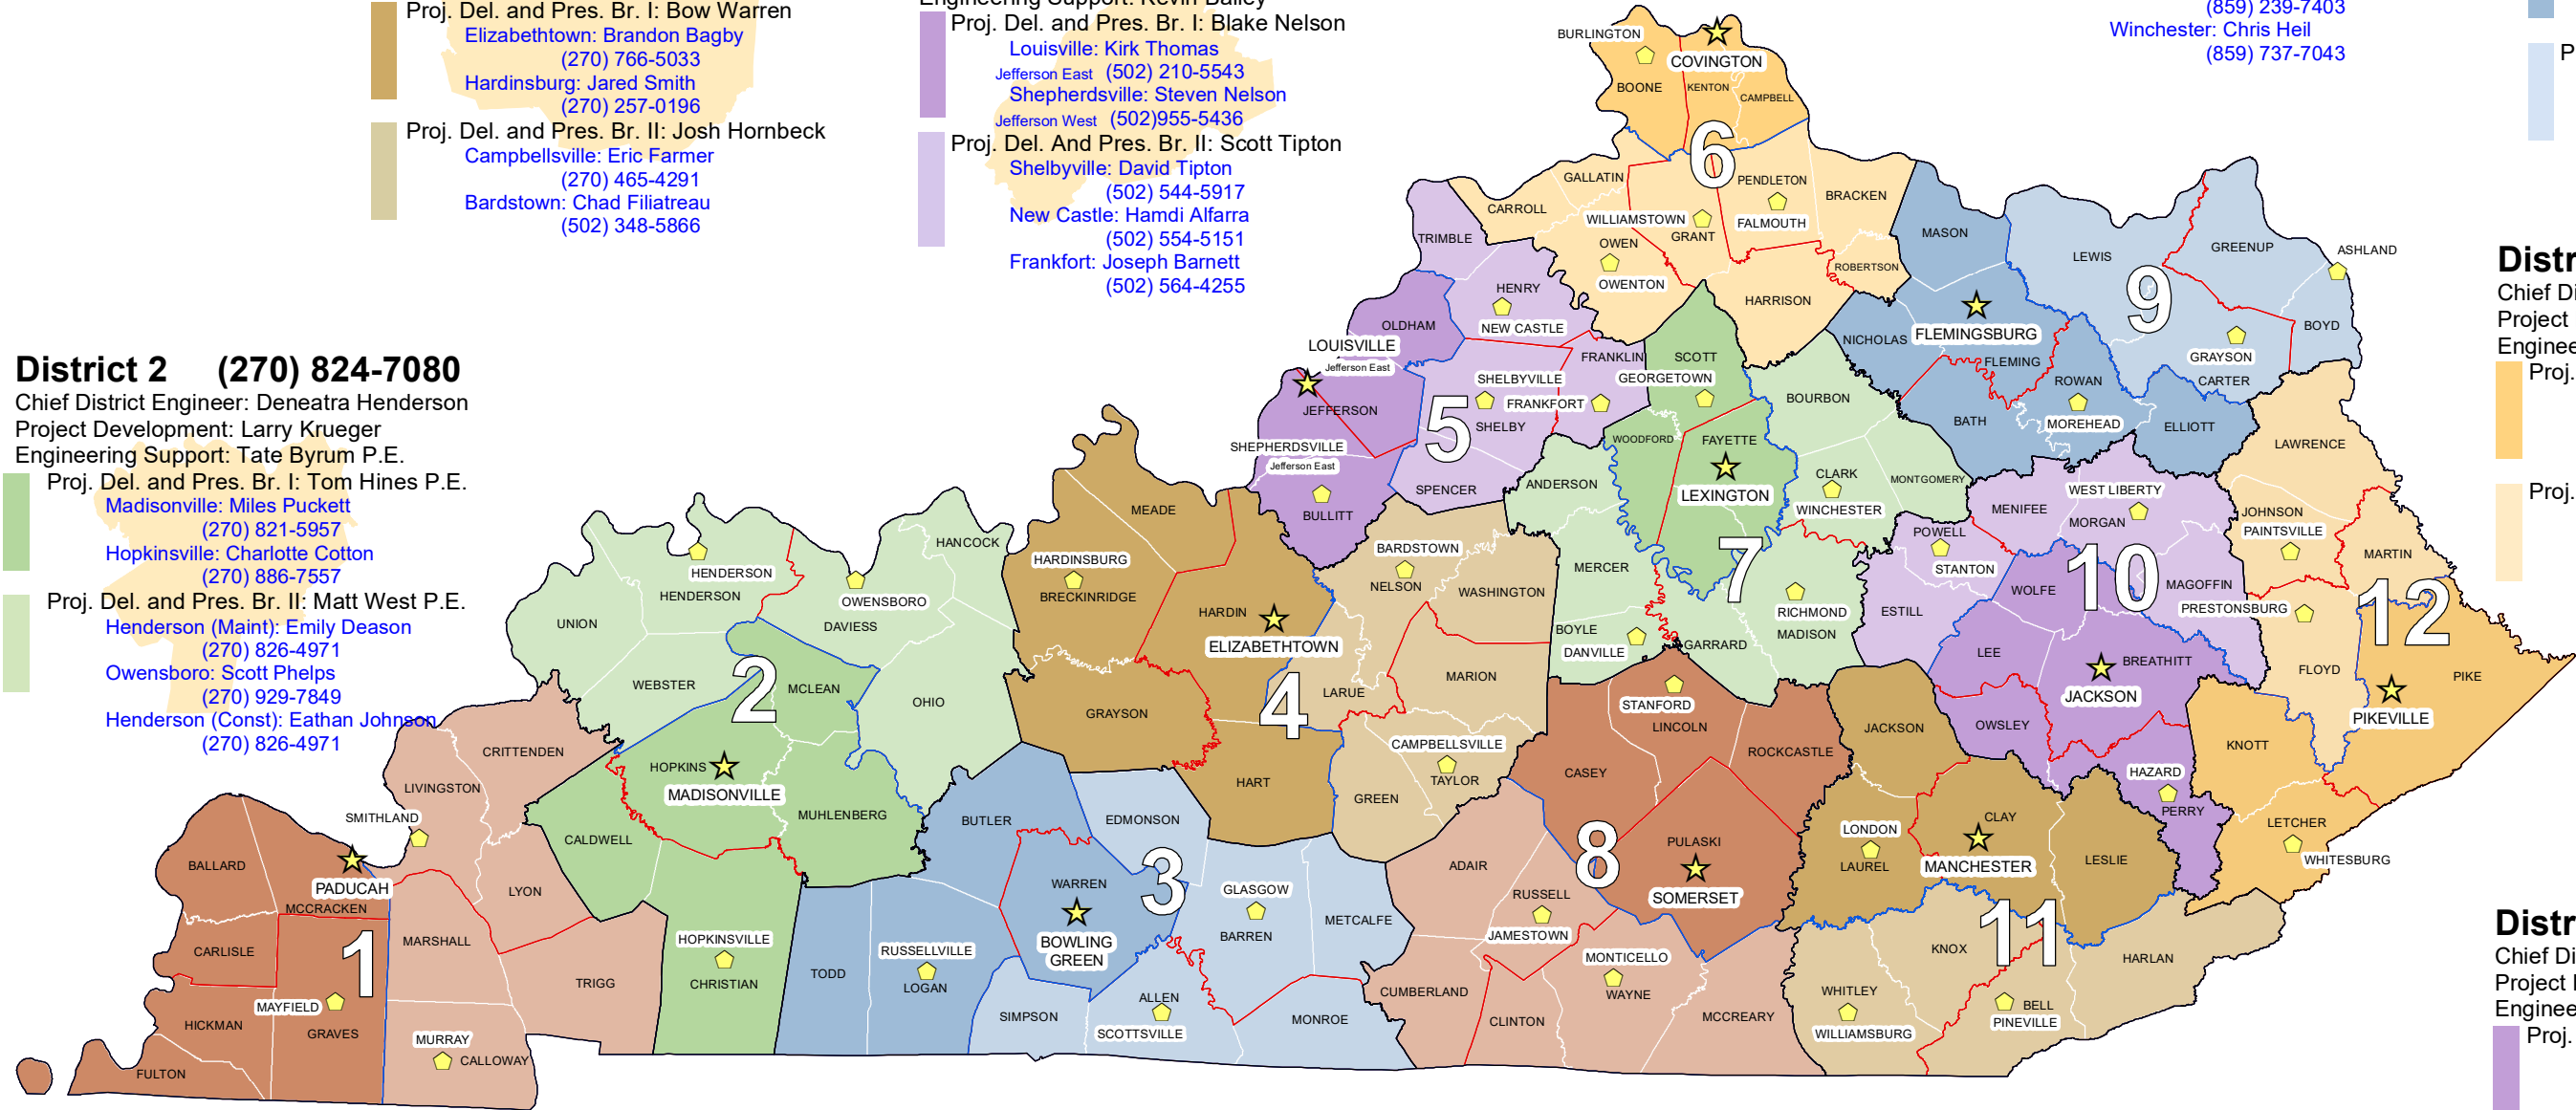 Proj. Del. and Pres. Br. I: Bow Warren
Elizabethtown: Brandon Bagby
(270) 766-5033
Hardinsburg: Jared Smith
(270) 257-0196
Proj. Del. and Pres. Br. II: Josh Hornbeck
Campbellsville: Eric Farmer
(270) 465-4291
Bardstown: Chad Filiatreau
(502) 348-5866
Engineering Support: Kevin Bailey
Proj. Del. and Pres. Br. I: Blake Nelson
Louisville: Kirk Thomas
Jefferson East (502) 210-5543
Shepherdsville: Steven Nelson
Jefferson West (502)955-5436
Proj. Del. And Pres. Br. II: Scott Tipton
Shelbyville: David Tipton
(502) 544-5917
New Castle: Hamdi Alfarra
(502) 554-5151
Frankfort: Joseph Barnett
(502) 564-4255
(859) 239-7403
Winchester: Chris Heil
(859) 737-7043
P
District 2 (270) 824-7080
Chief District Engineer: Deneatra Henderson
Project Development: Larry Krueger
Engineering Support: Tate Byrum P.E.
Proj. Del. and Pres. Br. I: Tom Hines P.E.
Madisonville: Miles Puckett
(270) 821-5957
Hopkinsville: Charlotte Cotton
(270) 886-7557
Proj. Del. and Pres. Br. II: Matt West P.E.
Henderson (Maint): Emily Deason
(270) 826-4971
Owensboro: Scott Phelps
(270) 929-7849
Henderson (Const): Eathan Johnson
(270) 826-4971
Distr
Chief Di
Project
Enginee
Proj.
Proj.
Distr
Chief Di
Project
Enginee
Proj.
BURLINGTON
COVINGTON
BOONE
KENTON
CAMPBELL
6
GALLATIN
PENDLETON
BRACKEN
CARROLL
WILLIAMSTOWN
FALMOUTH
GRANT
OWEN
OWENTON
ROBERTSON
HARRISON
TRIMBLE
HENRY
NEW CASTLE
OLDHAM
LOUISVILLE
Jefferson East
FRANKLIN
SHELBYVILLE
FRANKFORT
JEFFERSON
5
SHELBY
SHEPHERDSVILLE
Jefferson East
SPENCER
BULLITT
MASON
LEWIS
GREENUP
ASHLAND
9
FLEMINGSBURG
NICHOLAS
FLEMING
BOYD
GRAYSON
CARTER
ROWAN
BATH
MOREHEAD
ELLIOTT
SCOTT
GEORGETOWN
BOURBON
WOODFORD
FAYETTE
LEXINGTON
CLARK
WINCHESTER
MONTGOMERY
ANDERSON
MERCER
7
RICHMOND
MADISON
BOYLE
DANVILLE
GARRARD
WEST LIBERTY
MENIFEE
MORGAN
POWELL
STANTON
10
MAGOFFIN
WOLFE
ESTILL
LEE
BREATHITT
JACKSON
OWSLEY
HAZARD
PERRY
LAWRENCE
JOHNSON
PAINTSVILLE
MARTIN
PRESTONSBURG
12
FLOYD
PIKE
PIKEVILLE
KNOTT
LETCHER
WHITESBURG
HANCOCK
HENDERSON
HENDERSON
OWENSBORO
DAVIESS
UNION
WEBSTER
2
MCLEAN
OHIO
HOPKINS
MADISONVILLE
MUHLENBERG
CALDWELL
HOPKINSVILLE
CHRISTIAN
MEADE
HARDINSBURG
BRECKINRIDGE
HARDIN
ELIZABETHTOWN
BARDSTOWN
NELSON
WASHINGTON
LARUE
MARION
GRAYSON
4
CAMPBELLSVILLE
TAYLOR
HART
GREEN
STANFORD
LINCOLN
ROCKCASTLE
CASEY
ADAIR
8
PULASKI
SOMERSET
RUSSELL
JAMESTOWN
MONTICELLO
WAYNE
CUMBERLAND
CLINTON
MCCREARY
JACKSON
LONDON
LAUREL
CLAY
MANCHESTER
LESLIE
11
KNOX
HARLAN
WHITLEY
WILLIAMSBURG
BELL
PINEVILLE
CRITTENDEN
LIVINGSTON
SMITHLAND
BALLARD
PADUCAH
MCCRACKEN
LYON
CARLISLE
1
MARSHALL
TRIGG
MAYFIELD
HICKMAN
GRAVES
MURRAY
CALLOWAY
FULTON
BUTLER
EDMONSON
WARREN
3
GLASGOW
BOWLING
GREEN
BARREN
METCALFE
TODD
RUSSELLVILLE
LOGAN
SIMPSON
ALLEN
SCOTTSVILLE
MONROE